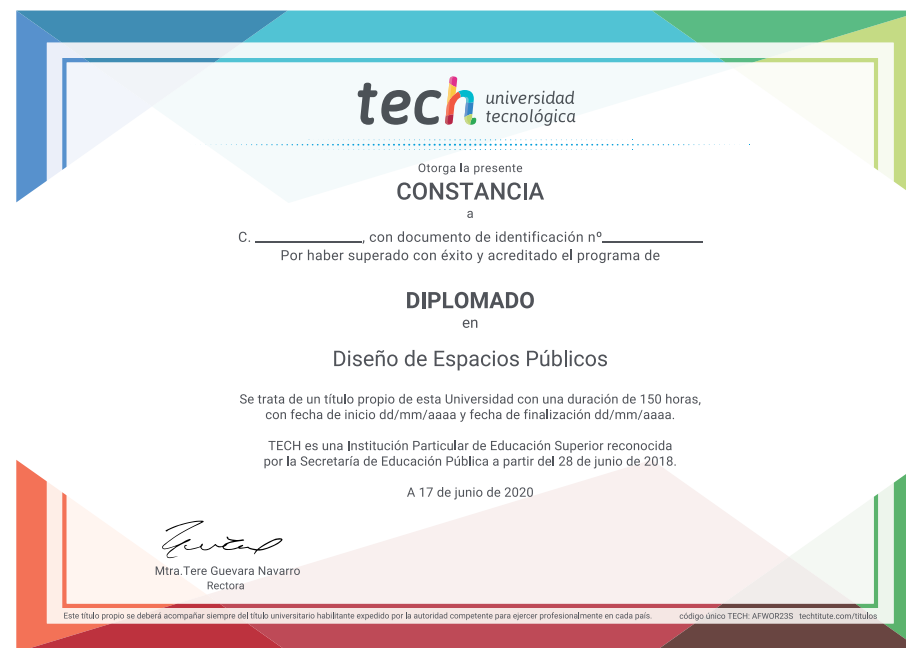 tech universidad
tecnológica
Otorga la presente
CONSTANCIA
a
C. ____________, con documento de identificación nº____________
Por haber superado con éxito y acreditado el programa de
DIPLOMADO
en
Diseño de Espacios Públicos
Se trata de un título propio de esta Universidad con una duración de 150 horas,
con fecha de inicio dd/mm/aaaa y fecha de finalización dd/mm/aaaa.
TECH es una Institución Particular de Educación Superior reconocida
por la Secretaría de Educación Pública a partir del 28 de junio de 2018.
A 17 de junio de 2020
Mtra.Tere Guevara Navarro
Rectora
Este título propio se deberá acompañar siempre del título universitario habilitante expedido por la autoridad competente para ejercer profesionalmente en cada país. código único TECH: AFWOR23S techtitute.com/titulos